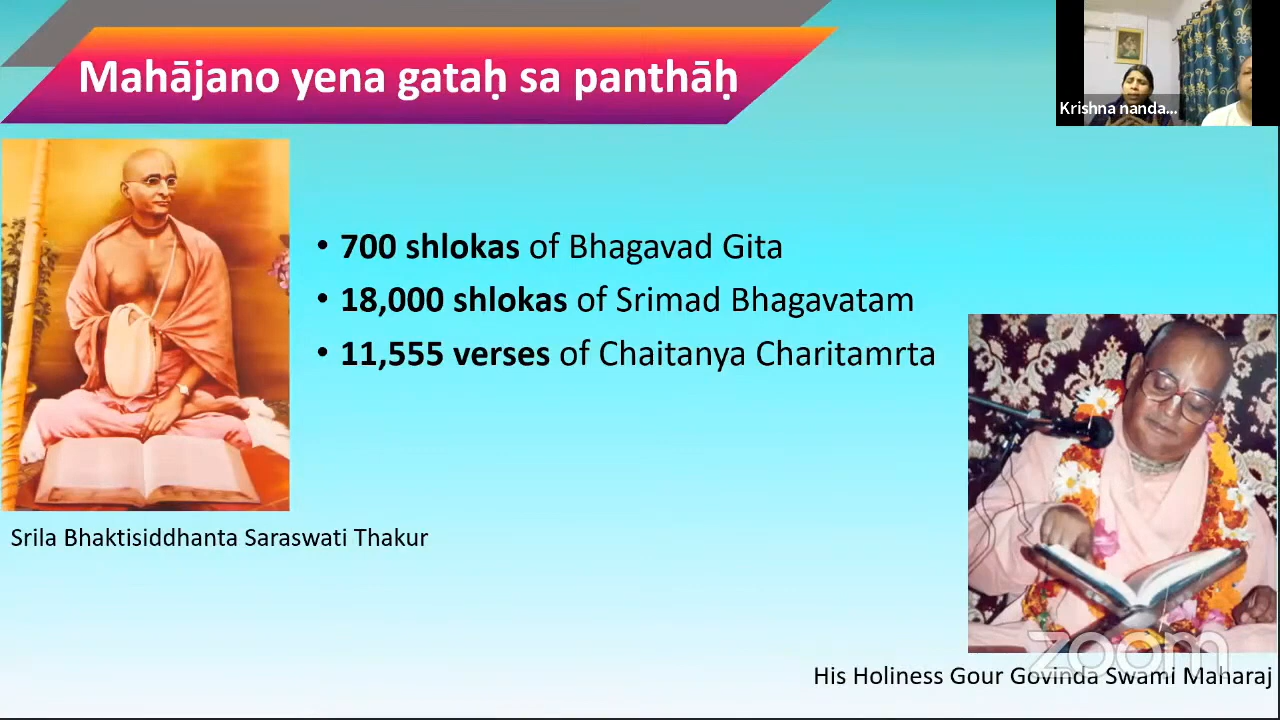 Mahājano yena gataḥ sa panthāḥ
Krishna nanda...
• 700 shlokas of Bhagavad Gita
• 18,000 shlokas of Srimad Bhagavatam
• 11,555 verses of Chaitanya Charitamrta
Srila Bhaktisiddhanta Saraswati Thakur
zoom
His Holiness Gour Govinda Swami Maharaj